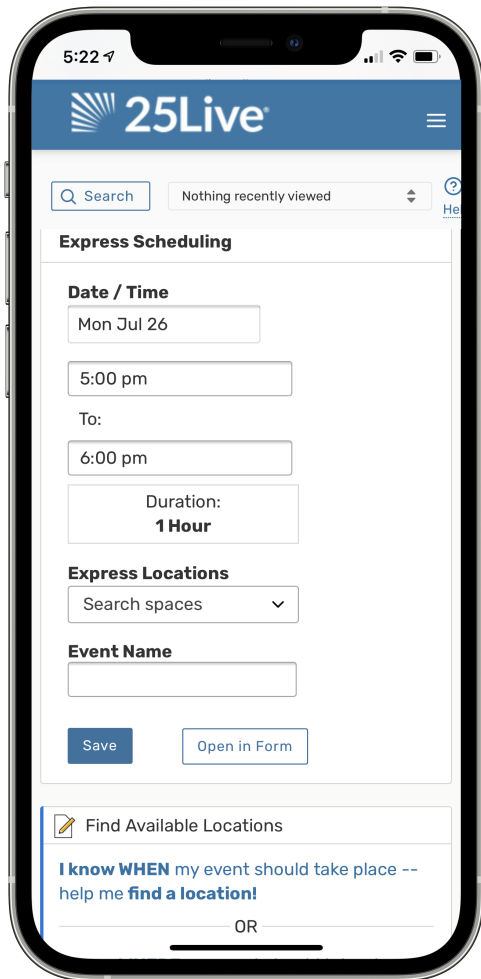 5:22
25Live
Search
Nothing recently viewed
?
Hel
Express Scheduling
Date / Time
Mon Jul 26
5:00 pm
To:
6:00 pm
Duration:
1 Hour
Express Locations
Search spaces
Event Name
Save
Open in Form
Find Available Locations
I know WHEN my event should take place --
help me find a location!
OR